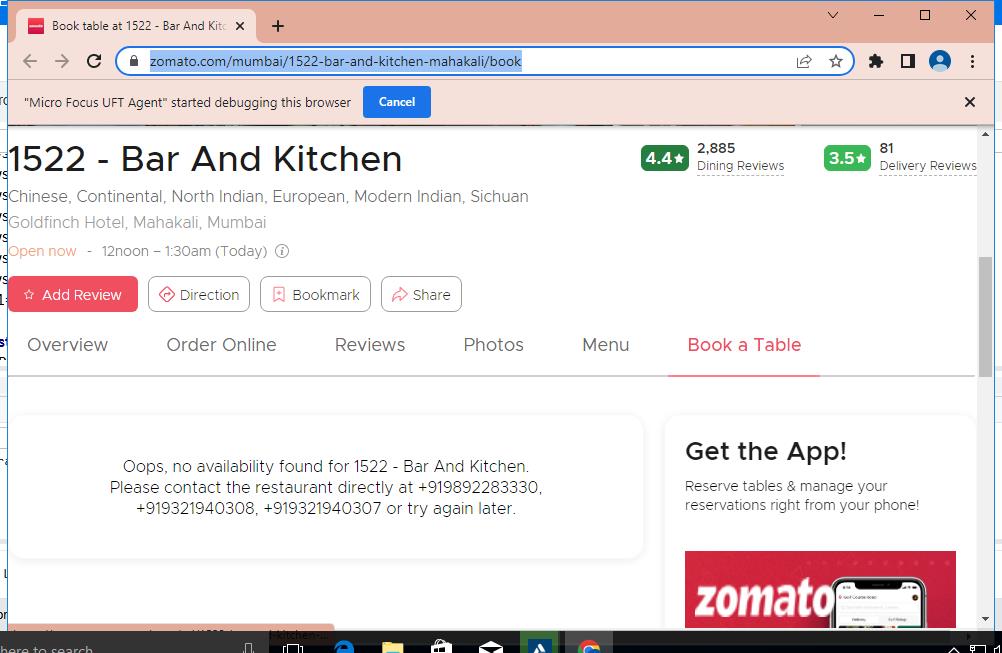 zomato
Book table at 1522 - Bar And Kitc
zomato.com/mumbai/1522-bar-and-kitchen-mahakali/book
"Micro Focus UFT Agent" started debugging this browser
Cancel
1522 - Bar And Kitchen
4.4★
2,885
Dining Reviews
3.5★
81
Delivery Reviews
Chinese, Continental, North Indian, European, Modern Indian, Sichuan
Goldfinch Hotel, Mahakali, Mumbai
Open now - 12noon – 1:30am (Today)
Add Review
Direction
Bookmark
Share
Overview
Order Online
Reviews
Photos
Menu
Book a Table
Oops, no availability found for 1522 - Bar And Kitchen.
Please contact the restaurant directly at +919892283330,
+919321940308, +919321940307 or try again later.
Get the App!
Reserve tables & manage your
reservations right from your phone!
zomato
here to search